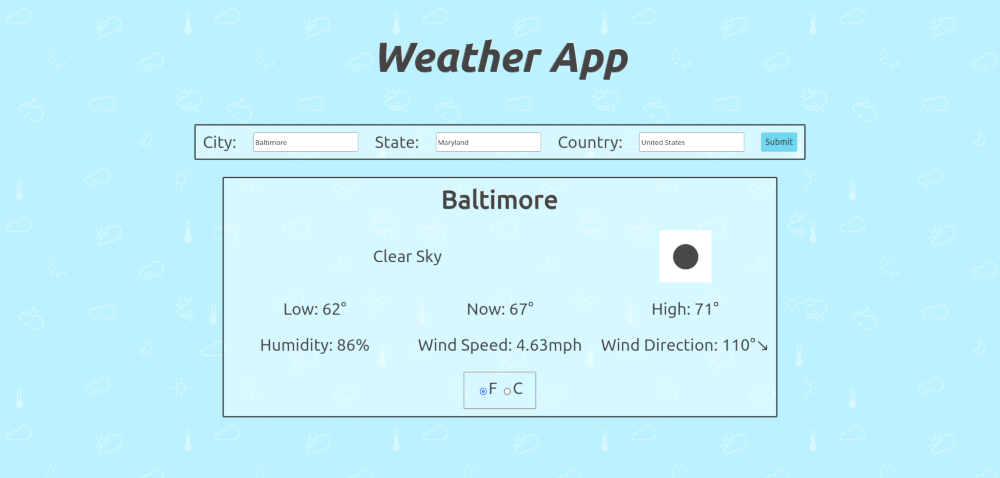 Weather App
City: Baltimore State: Maryland Country: United States Submit
Baltimore
Clear Sky
Low: 62° Now: 67° High: 71°
Humidity: 86% Wind Speed: 4.63mph Wind Direction: 110°↘
F C